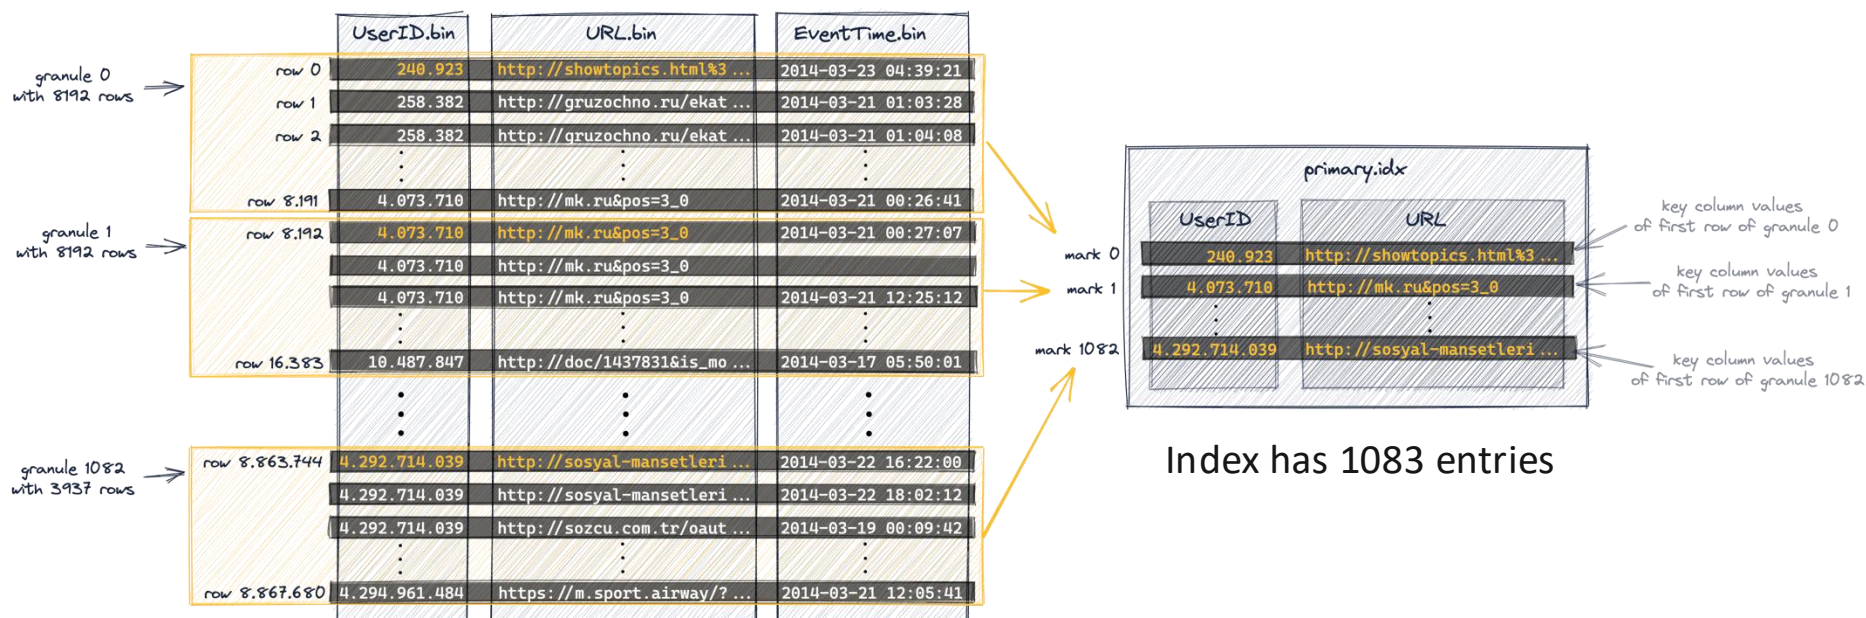 UserID.bin URL.bin EventTime.bin
granule 0
with 8192 rows
row 0 240.923 http://showtopics.html%3 ... 2014-03-23 04:39:21
row 1 258.382 http://gruzochno.ru/ekat ... 2014-03-21 01:03:28
row 2 258.382 http://gruzochno.ru/ekat ... 2014-03-21 01:04:08
row 8.191 4.073.710 http://mk.ru&pos=3_0 2014-03-21 00:26:41
granule 1
with 8192 rows
row 8.192 4.073.710 http://mk.ru&pos=3_0 2014-03-21 00:27:07
4.073.710 http://mk.ru&pos=3_0
4.073.710 http://mk.ru&pos=3_0 2014-03-21 12:25:12
row 16.383 10.487.847 http://doc/1437831&is_mo ... 2014-03-17 05:50:01
granule 1082
with 3937 rows
row 8.863.744 4.292.714.039 http://sosyal-mansetleri ... 2014-03-22 16:22:00
4.292.714.039 http://sosyal-mansetleri ... 2014-03-22 18:02:12
4.292.714.039 http://sozcu.com.tr/oaut ... 2014-03-19 00:09:42
row 8.867.680 4.294.961.484 https://m.sport.airway/? ... 2014-03-21 12:05:41
primary.idx
UserID URL
mark 0 240.923 http://showtopics.html%3 ...
mark 1 4.073.710 http://mk.ru&pos=3_0
mark 1082 4.292.714.039 http://sosyal-mansetleri ...
key column values
of first row of granule 0
key column values
of first row of granule 1
key column values
of first row of granule 1082
Index has 1083 entries